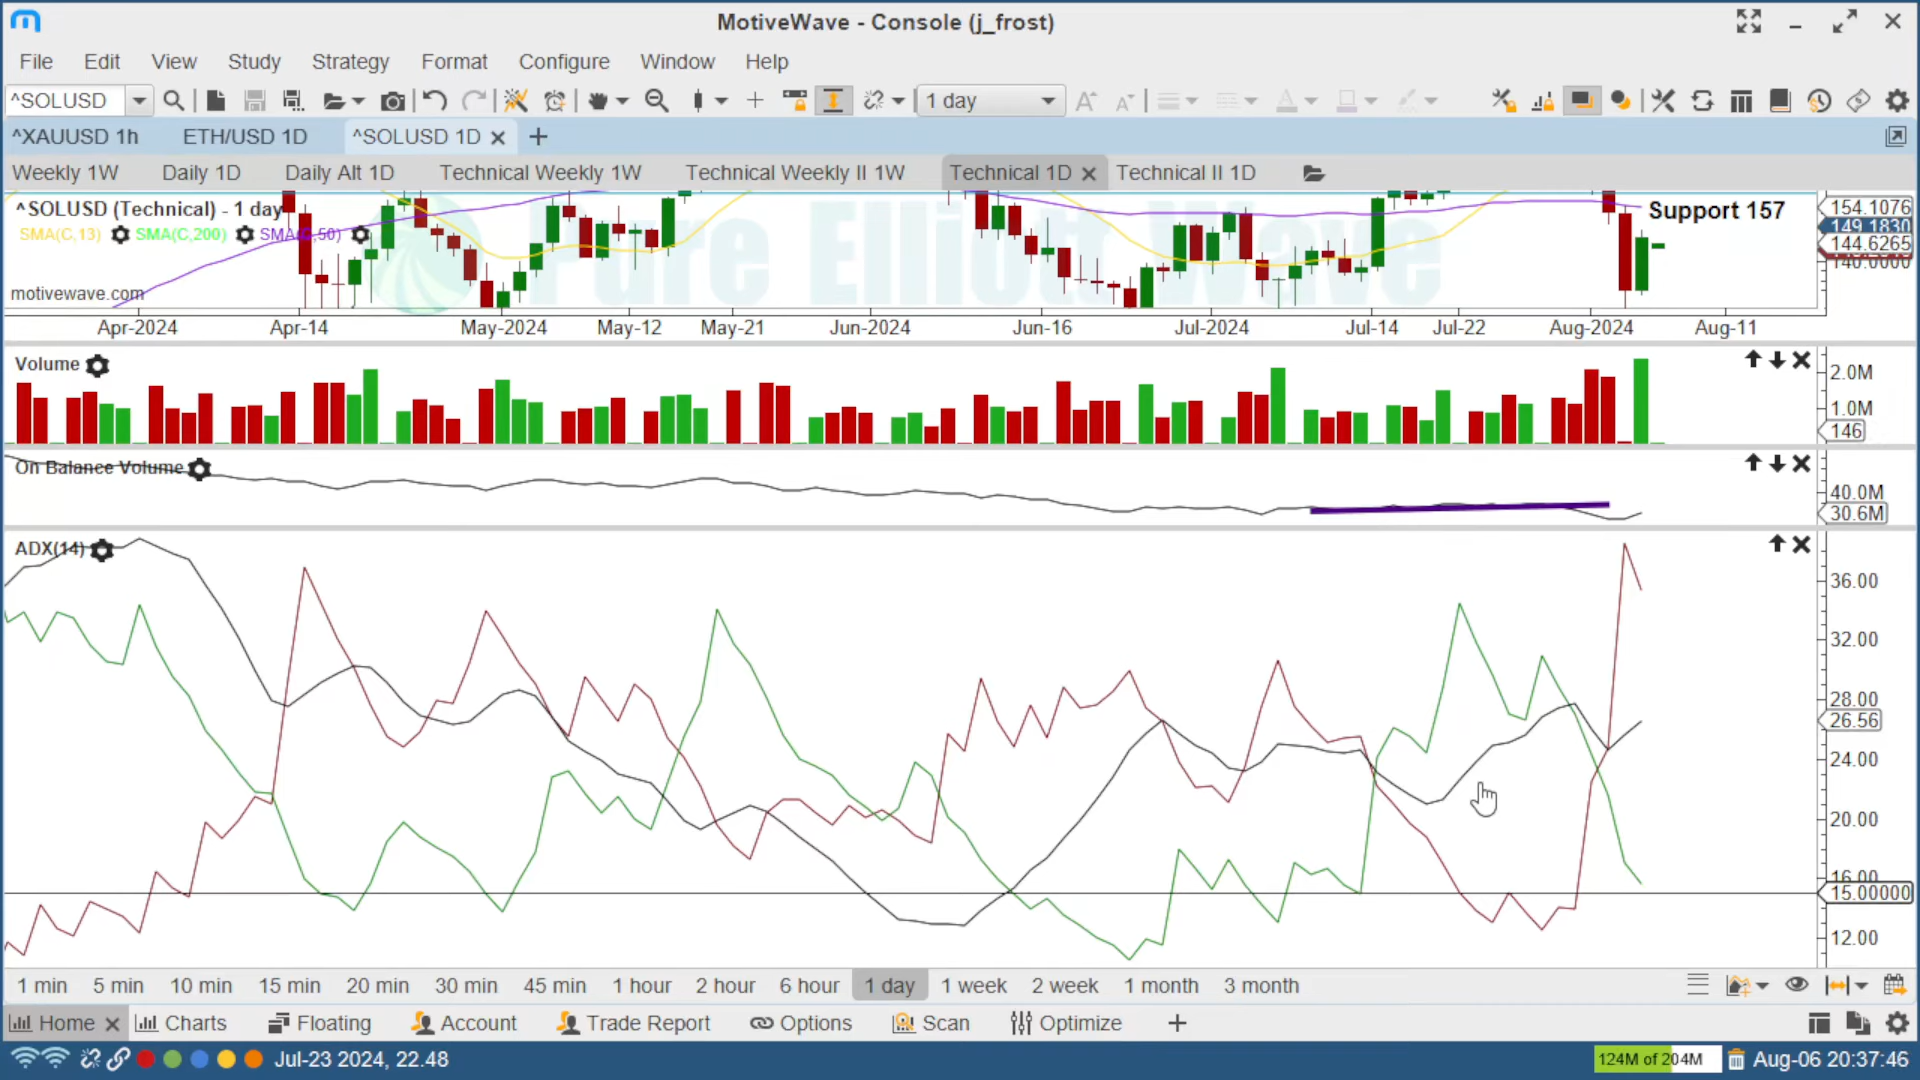 MotiveWave - Console (j_frost)
File Edit View Study Strategy Format Configure Window Help
^SOLUSD 1 day
^XAUUSD 1h ETH/USD 1D ^SOLUSD 1D
Weekly 1W Daily 1D Daily Alt 1D Technical Weekly 1W Technical Weekly II 1W Technical 1D Technical II 1D
^SOLUSD (Technical) - 1 day
SMA(C,13) SMA(C,200) SMA(C,50)
Pure Elliott Wave
Support 157
154.1076
149.1830
144.6265
140.0000
motivewave.com
Apr-2024 Apr-14 May-2024 May-12 May-21 Jun-2024 Jun-16 Jul-2024 Jul-14 Jul-22 Aug-2024 Aug-11
Volume
2.0M
1.0M
146
On Balance Volume
40.0M
30.6M
ADX(14)
36.00
32.00
28.00
26.56
24.00
20.00
16.00
15.00000
12.00
1 min 5 min 10 min 15 min 20 min 30 min 45 min 1 hour 2 hour 6 hour 1 day 1 week 2 week 1 month 3 month
Home Charts Floating Account Trade Report Options Scan Optimize
Jul-23 2024, 22.48 124M of 204M Aug-06 20:37:46